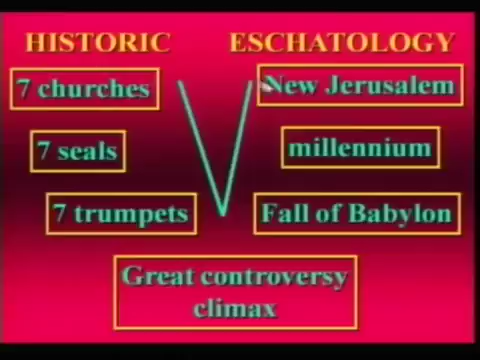 HISTORIC
ESCHATOLOGY
7 churches
New Jerusalem
7 seals
millennium
7 trumpets
Fall of Babylon
Great controversy
climax